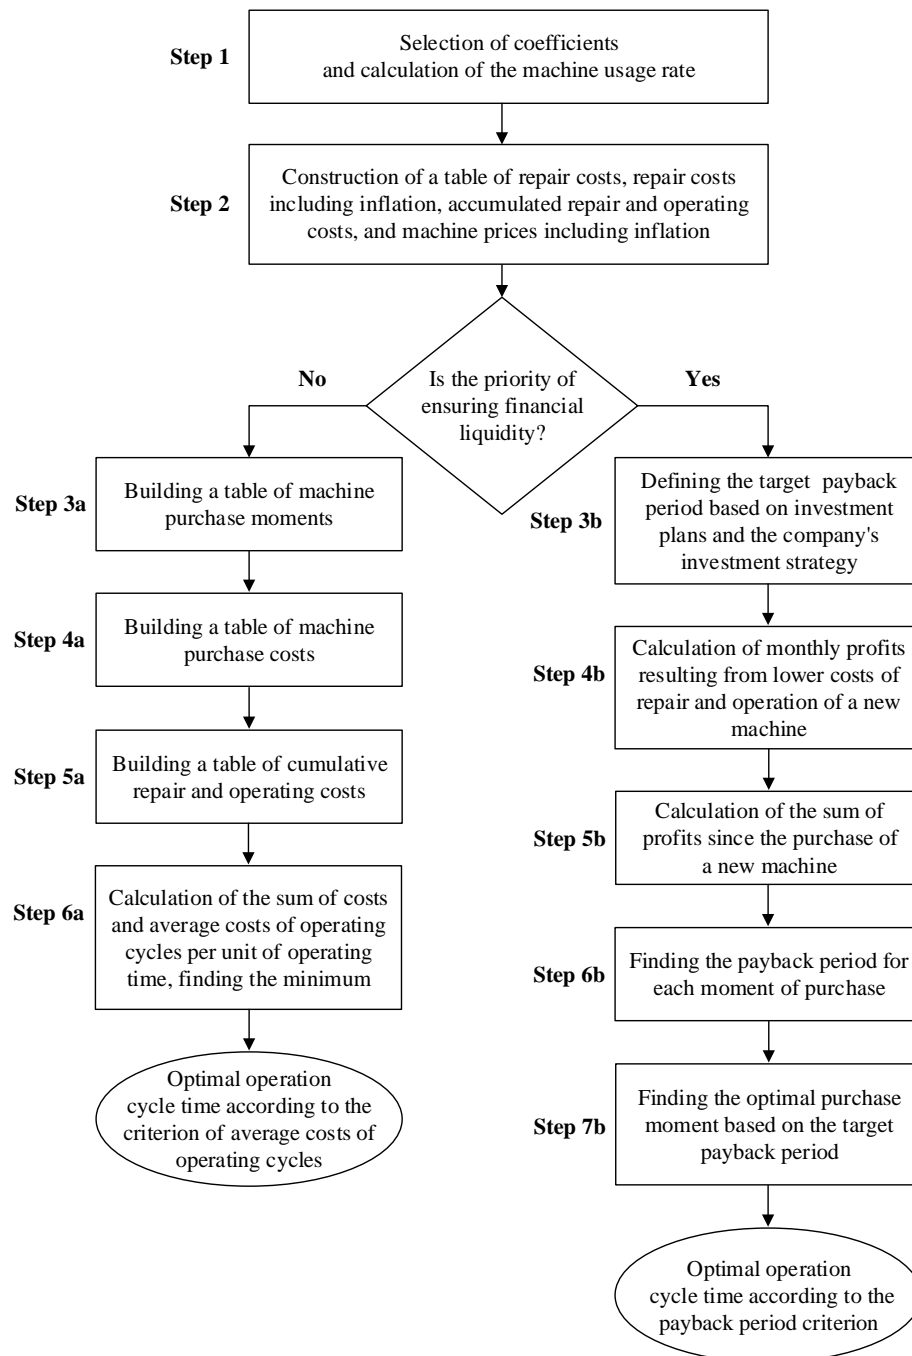 Step 1
Selection of coefficients
and calculation of the machine usage rate
Step 2
Construction of a table of repair costs, repair costs
including inflation, accumulated repair and operating
costs, and machine prices including inflation
Is the priority of
ensuring financial
liquidity?
No
Yes
Step 3a
Building a table of machine
purchase moments
Step 4a
Building a table of machine
purchase costs
Step 5a
Building a table of cumulative
repair and operating costs
Step 6a
Calculation of the sum of costs
and average costs of operating
cycles per unit of operating
time, finding the minimum
Optimal operation
cycle time according to the
criterion of average costs of
operating cycles
Step 3b
Defining the target payback
period based on investment
plans and the company's
investment strategy
Step 4b
Calculation of monthly profits
resulting from lower costs of
repair and operation of a new
machine
Step 5b
Calculation of the sum of
profits since the purchase of
a new machine
Step 6b
Finding the payback period for
each moment of purchase
Step 7b
Finding the optimal purchase
moment based on the target
payback period
Optimal operation
cycle time according to the
payback period criterion